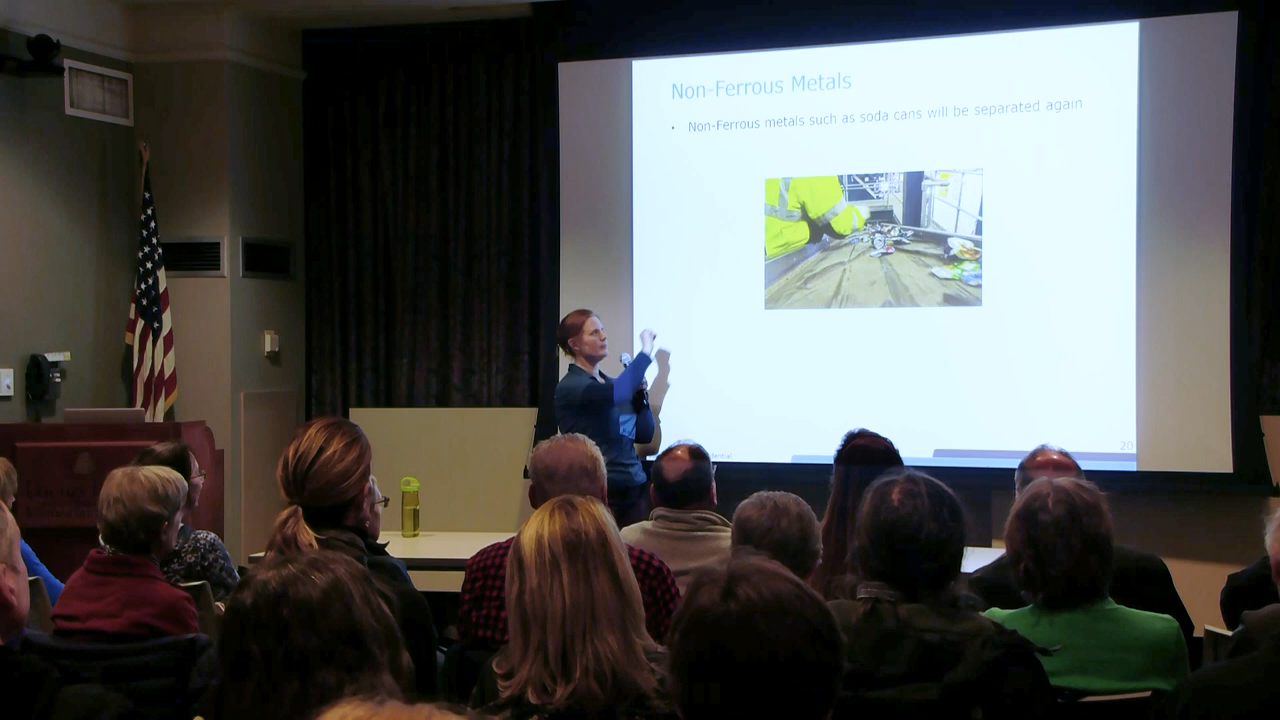 Non-Ferrous Metals
• Non-Ferrous metals such as soda cans will be separated again
20